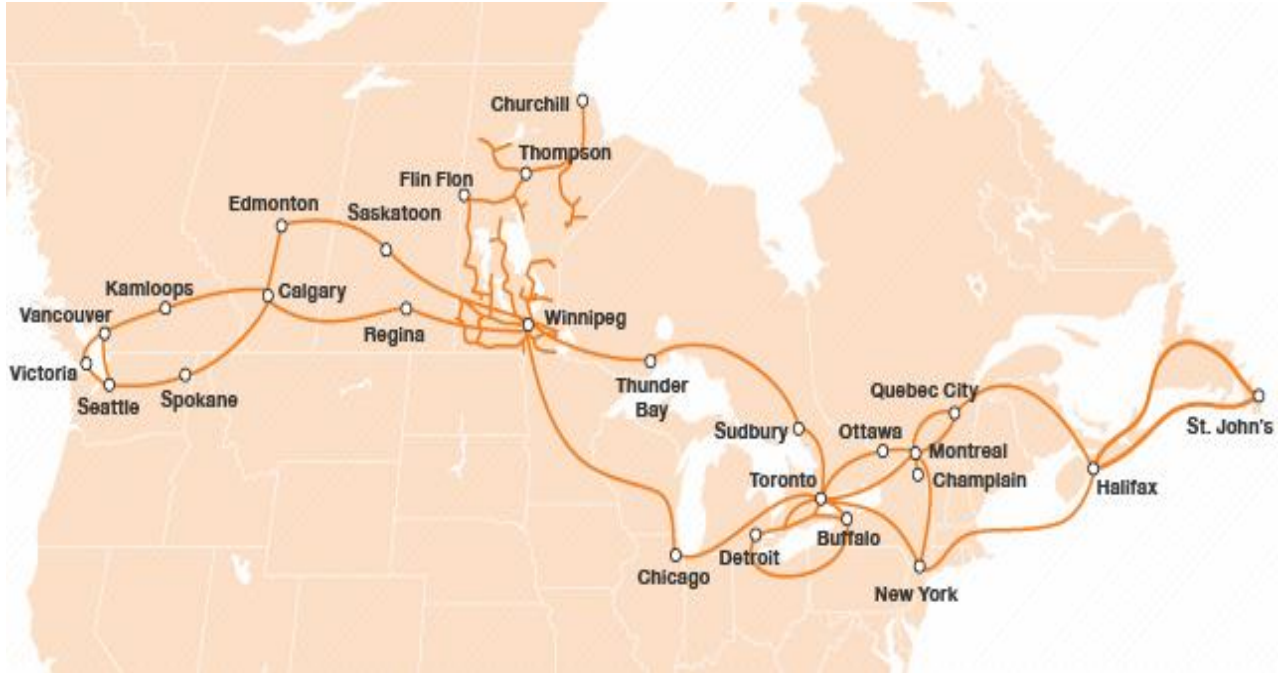 Churchill
Thompson
Flin Flon
Edmonton
Saskatoon
Kamloops
Calgary
Vancouver
Regina
Winnipeg
Victoria
Seattle
Spokane
Thunder
Bay
Quebec City
Sudbury
Ottawa
Montreal
St. John's
Toronto
Champlain
Halifax
Buffalo
Detroit
Chicago
New York